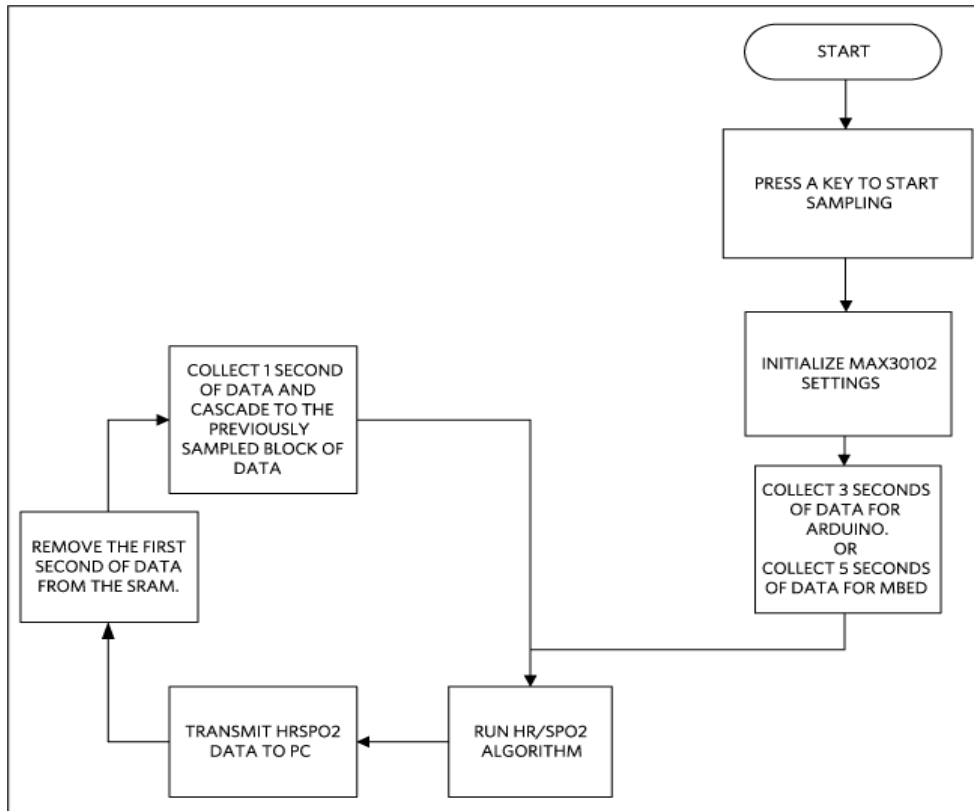 START
PRESS A KEY TO START
SAMPLING
INITIALIZE MAX30102
SETTINGS
COLLECT 3 SECONDS
OF DATA FOR
ARDUINO.
OR
COLLECT 5 SECONDS
OF DATA FOR MBED
RUN HR/SPO2
ALGORITHM
TRANSMIT HRSPO2
DATA TO PC
REMOVE THE FIRST
SECOND OF DATA
FROM THE SRAM.
COLLECT 1 SECOND
OF DATA AND
CASCADE TO THE
PREVIOUSLY
SAMPLED BLOCK OF
DATA